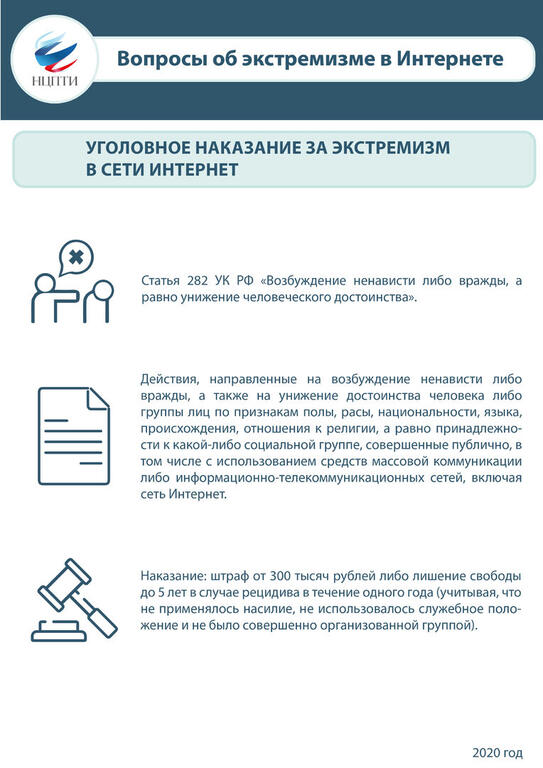 НЦПТИ
Вопросы об экстремизме в Интернете
УГОЛОВНОЕ НАКАЗАНИЕ ЗА ЭКСТРЕМИЗМ
В СЕТИ ИНТЕРНЕТ
Статья 282 УК РФ «Возбуждение ненависти либо вражды, а
равно унижение человеческого достоинства».
Действия, направленные на возбуждение ненависти либо
вражды, а также на унижение достоинства человека либо
группы лиц по признакам полы, расы, национальности, языка,
происхождения, отношения к религии, а равно принадлежно-
сти к какой-либо социальной группе, совершенные публично, в
том числе с использованием средств массовой коммуникации
либо информационно-телекоммуникационных сетей, включая
сеть Интернет.
Наказание: штраф от 300 тысяч рублей либо лишение свободы
до 5 лет в случае рецидива в течение одного года (учитывая, что
не применялось насилие, не использовалось служебное поло-
жение и не было совершенно организованной группой).
2020 год